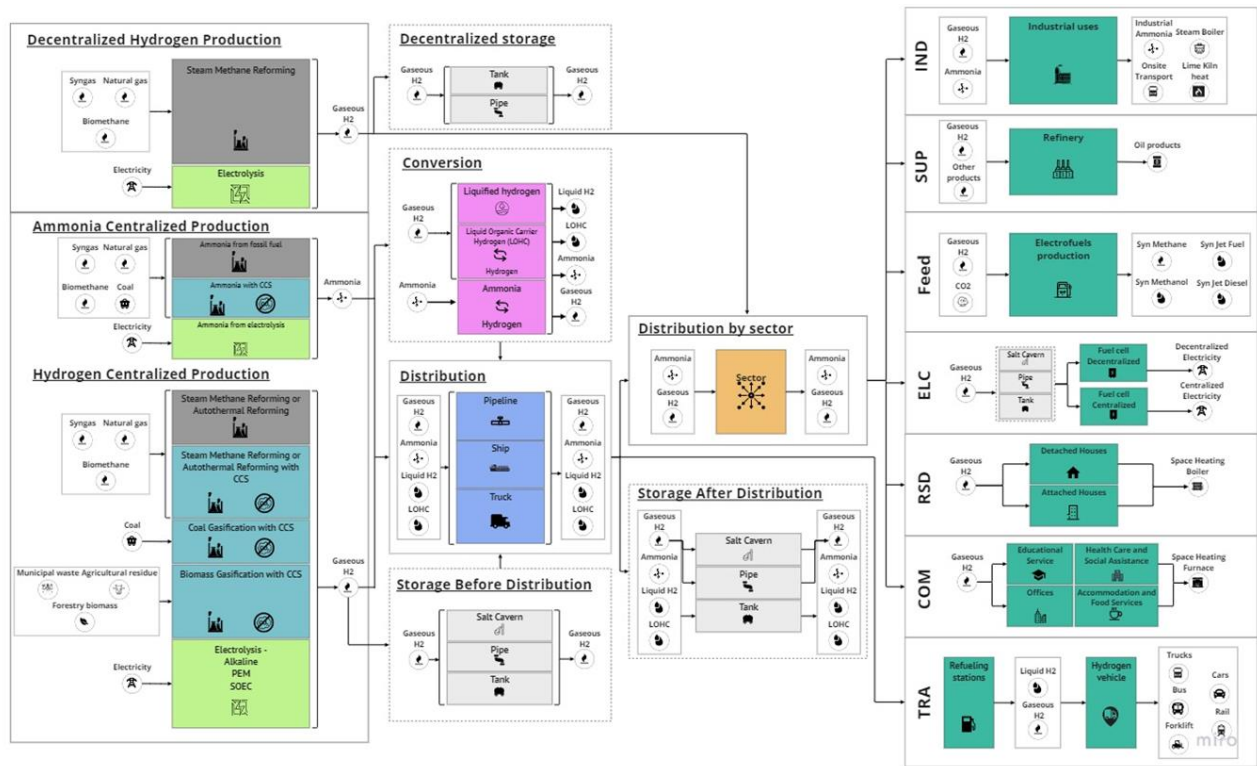 Decentralized Hydrogen Production
Syngas Natural gas
Biomethane
Steam Methane Reforming
Electricity
Electrolysis
Gaseous
H2
Ammonia Centralized Production
Syngas Natural gas
Biomethane Coal
Ammonia from fossil fuel
Ammonia with CCS
Electricity
Ammonia from electrolysis
Ammonia
Hydrogen Centralized Production
Syngas Natural gas
Biomethane
Steam Methane Reforming or
Autothermal Reforming
Steam Methane Reforming or
Autothermal Reforming with
CCS
Coal
Coal Gasification with CCS
Municipal waste Agricultural residue
Forestry biomass
Biomass Gasification with CCS
Electricity
Electrolysis -
Alkaline
PEM
SOEC
Gaseous
H2
Decentralized storage
Gaseous
H2
Tank
Pipe
Gaseous
H2
Conversion
Gaseous
H2
Liquified hydrogen
Liquid Organic Carrier
Hydrogen (LOHC)
Hydrogen
Ammonia
Ammonia
Hydrogen
Liquid H2
LOHC
Ammonia
Gaseous
H2
Distribution
Gaseous
H2
Ammonia
Liquid H2
LOHC
Pipeline
Ship
Truck
Gaseous
H2
Ammonia
Liquid H2
LOHC
Storage Before Distribution
Gaseous
H2
Salt Cavern
Pipe
Tank
Gaseous
H2
Distribution by sector
Ammonia
Gaseous
H2
Sector
Ammonia
Gaseous
H2
Storage After Distribution
Gaseous
H2
Ammonia
Liquid H2
LOHC
Salt Cavern
Pipe
Tank
Gaseous
H2
Ammonia
Liquid H2
LOHC
IND
Gaseous
H2
Ammonia
Industrial uses
Industrial
Ammonia
Steam Boiler
Onsite
Transport
Lime Kiln
heat
SUP
Gaseous
H2
Other
products
Refinery
Oil products
Feed
Gaseous
H2
CO2
Electrofuels
production
Syn Methane Syn Jet Fuel
Syn Methanol Syn Jet Diesel
ELC
Gaseous
H2
Salt Cavern
Pipe
Tank
Fuel cell
Decentralized
Fuel cell
Centralized
Decentralized
Electricity
Centralized
Electricity
RSD
Gaseous
H2
Detached Houses
Attached Houses
Space Heating
Boiler
COM
Gaseous
H2
Educational
Service
Health Care and
Social Assistance
Offices
Accommodation and
Food Services
Space Heating
Furnace
TRA
Refueling
stations
Liquid H2
Gaseous
H2
Hydrogen
vehicle
Trucks
Cars
Bus
Rail
Forklift
miro